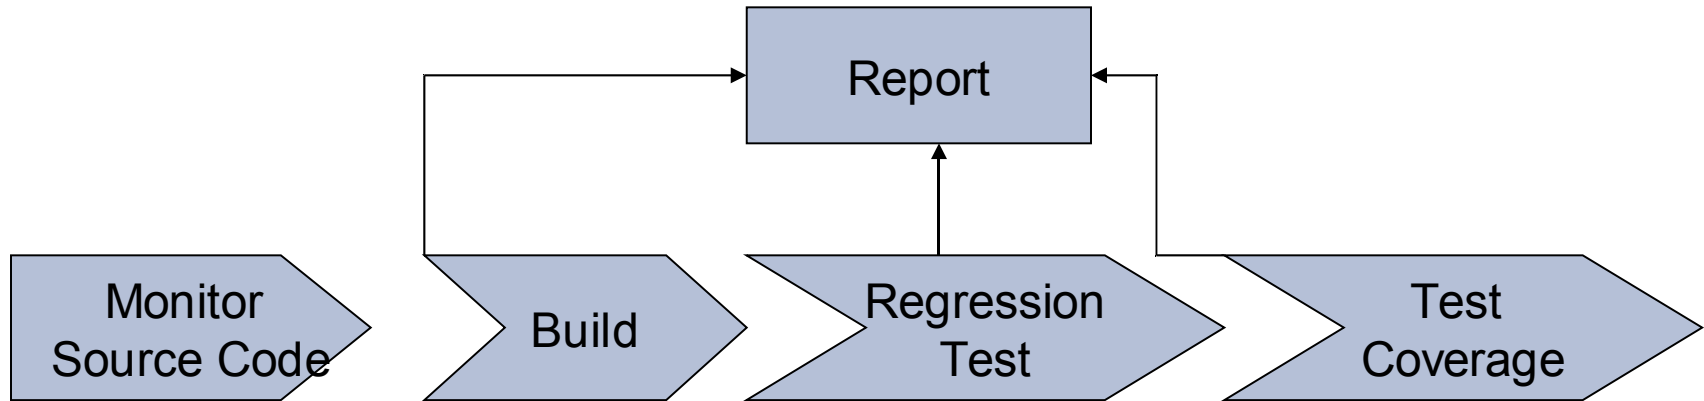 Report
Monitor
Source Code
Build
Regression
Test
Test
Coverage